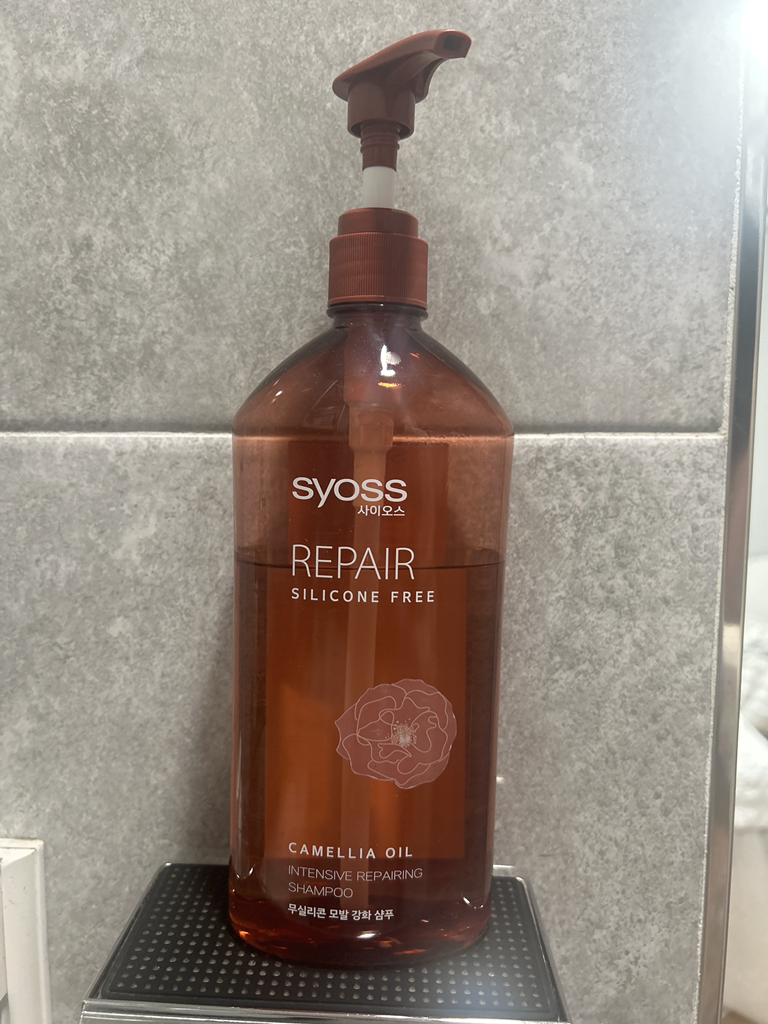 syoss
사이오스
REPAIR
SILICONE FREE
CAMELLIA OIL
INTENSIVE REPAIRING
SHAMPOO
무실리콘 모발 강화 샴푸